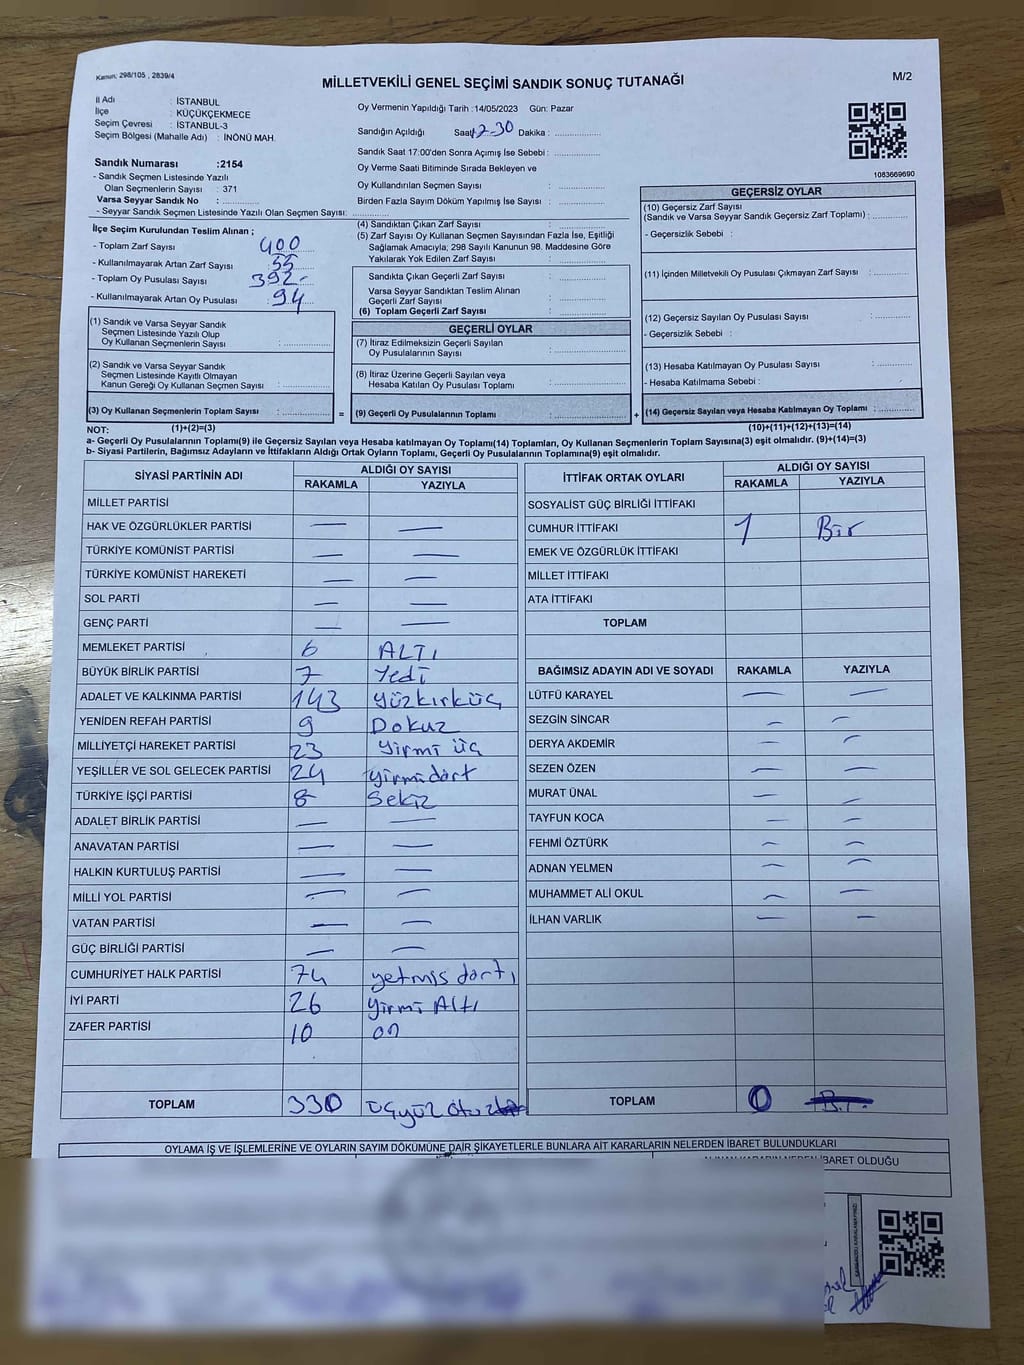 Kanun: 298/105 , 2839/4
MİLLETVEKİLİ GENEL SEÇİMİ SANDIK SONUÇ TUTANAĞI
M/2
İl Adı : İSTANBUL
İlçe : KÜÇÜKÇEKMECE
Seçim Çevresi : İSTANBUL-3
Seçim Bölgesi (Mahalle Adı) : İNÖNÜ MAH.
Sandık Numarası :2154
- Sandık Seçmen Listesinde Yazılı
Olan Seçmenlerin Sayısı : 371
Varsa Seyyar Sandık No :
- Seyyar Sandık Seçmen Listesinde Yazılı Olan Seçmen Sayısı:
Oy Vermenin Yapıldığı Tarih :14/05/2023 Gün: Pazar
Sandığın Açıldığı Saat Dakika :
Sandık Saat 17:00'den Sonra Açımış İse Sebebi :
Oy Verme Saati Bitiminde Sırada Bekleyen ve
Oy Kullandırılan Seçmen Sayısı :
Birden Fazla Sayım Döküm Yapılmış İse Sayısı :
1083669690
İlçe Seçim Kurulundan Teslim Alınan ;
- Toplam Zarf Sayısı : 400
- Kullanılmayarak Artan Zarf Sayısı : 55
- Toplam Oy Pusulası Sayısı 392-
- Kullanılmayarak Artan Oy Pusulası : 94
(1) Sandık ve Varsa Seyyar Sandık
Seçmen Listesinde Yazılı Olup
Oy Kullanan Seçmenlerin Sayısı :
(2) Sandık ve Varsa Seyyar Sandık
Seçmen Listesinde Kayıtlı Olmayan
Kanun Gereği Oy Kullanan Seçmen Sayısı :
(3) Oy Kullanan Seçmenlerin Toplam Sayısı : =
(4) Sandıktan Çıkan Zarf Sayısı :
(5) Zarf Sayısı Oy Kullanan Seçmen Sayısından Fazla İse, Eşitliği
Sağlamak Amacıyla; 298 Sayılı Kanunun 98. Maddesine Göre
Yakılarak Yok Edilen Zarf Sayısı :
Sandıkta Çıkan Geçerli Zarf Sayısı :
Varsa Seyyar Sandıktan Teslim Alınan
Geçerli Zarf Sayısı :
(6) Toplam Geçerli Zarf Sayısı :
GEÇERLİ OYLAR
(7) İtiraz Edilmeksizin Geçerli Sayılan
Oy Pusulalarının Sayısı :
(8) İtiraz Üzerine Geçerli Sayılan veya
Hesaba Katılan Oy Pusulası Toplamı :
(9) Geçerli Oy Pusulalarının Toplamı : +
GEÇERSİZ OYLAR
(10) Geçersiz Zarf Sayısı
(Sandık ve Varsa Seyyar Sandık Geçersiz Zarf Toplamı) :
- Geçersizlik Sebebi :
(11) İçinden Milletvekili Oy Pusulası Çıkmayan Zarf Sayısı :
(12) Geçersiz Sayılan Oy Pusulası Sayısı :
- Geçersizlik Sebebi :
(13) Hesaba Katılmayan Oy Pusulası Sayısı :
- Hesaba Katılmama Sebebi :
(14) Geçersiz Sayılan veya Hesaba Katılmayan Oy Toplamı :
NOT: (1)+(2)=(3) (10)+(11)+(12)+(13)=(14)
a- Geçerli Oy Pusulalarının Toplamı(9) ile Geçersiz Sayılan veya Hesaba katılmayan Oy Toplamı(14) Toplamları, Oy Kullanan Seçmenlerin Toplam Sayısına(3) eşit olmalıdır. (9)+(14)=(3)
b- Siyasi Partilerin, Bağımsız Adayların ve İttifakların Aldığı Ortak Oyların Toplamı, Geçerli Oy Pusulalarının Toplamına(9) eşit olmalıdır.
SİYASİ PARTİNİN ADI ALDIĞI OY SAYISI
RAKAMLA YAZIYLA
MİLLET PARTİSİ
HAK VE ÖZGÜRLÜKLER PARTİSİ — —
TÜRKİYE KOMÜNİST PARTİSİ — —
TÜRKİYE KOMÜNİST HAREKETİ — —
SOL PARTİ — —
GENÇ PARTİ — —
MEMLEKET PARTİSİ 6 ALTI
BÜYÜK BİRLİK PARTİSİ 7 Yedi
ADALET VE KALKINMA PARTİSİ 143 Yüzkırküç
YENİDEN REFAH PARTİSİ 9 Dokuz
MİLLİYETÇİ HAREKET PARTİSİ 23 Yirmi üç
YEŞİLLER VE SOL GELECEK PARTİSİ 24 yirmidört
TÜRKİYE İŞÇİ PARTİSİ 8 Sekiz
ADALET BİRLİK PARTİSİ — —
ANAVATAN PARTİSİ — —
HALKIN KURTULUŞ PARTİSİ — —
MİLLİ YOL PARTİSİ — —
VATAN PARTİSİ — —
GÜÇ BİRLİĞİ PARTİSİ — —
CUMHURİYET HALK PARTİSİ 74 yetmiş dört
İYİ PARTİ 26 Yirmi Altı
ZAFER PARTİSİ 10 on
TOPLAM 330 üçyüz otuz
İTTİFAK ORTAK OYLARI ALDIĞI OY SAYISI
RAKAMLA YAZIYLA
SOSYALİST GÜÇ BİRLİĞİ İTTİFAKI
CUMHUR İTTİFAKI 1 Bir
EMEK VE ÖZGÜRLÜK İTTİFAKI
MİLLET İTTİFAKI
ATA İTTİFAKI
TOPLAM
BAĞIMSIZ ADAYIN ADI VE SOYADI RAKAMLA YAZIYLA
LÜTFÜ KARAYEL — —
SEZGİN SİNCAR — —
DERYA AKDEMİR — —
SEZEN ÖZEN — —
MURAT ÜNAL — —
TAYFUN KOCA — —
FEHMİ ÖZTÜRK — —
ADNAN YELMEN — —
MUHAMMET ALİ OKUL — —
İLHAN VARLIK — —
TOPLAM 0
OYLAMA İŞ VE İŞLEMLERİNE VE OYLARIN SAYIM DÖKÜMÜNE DAİR ŞİKAYETLERLE BUNLARA AİT KARARLARIN NELERDEN İBARET BULUNDUKLARI
İBARET OLDUĞU